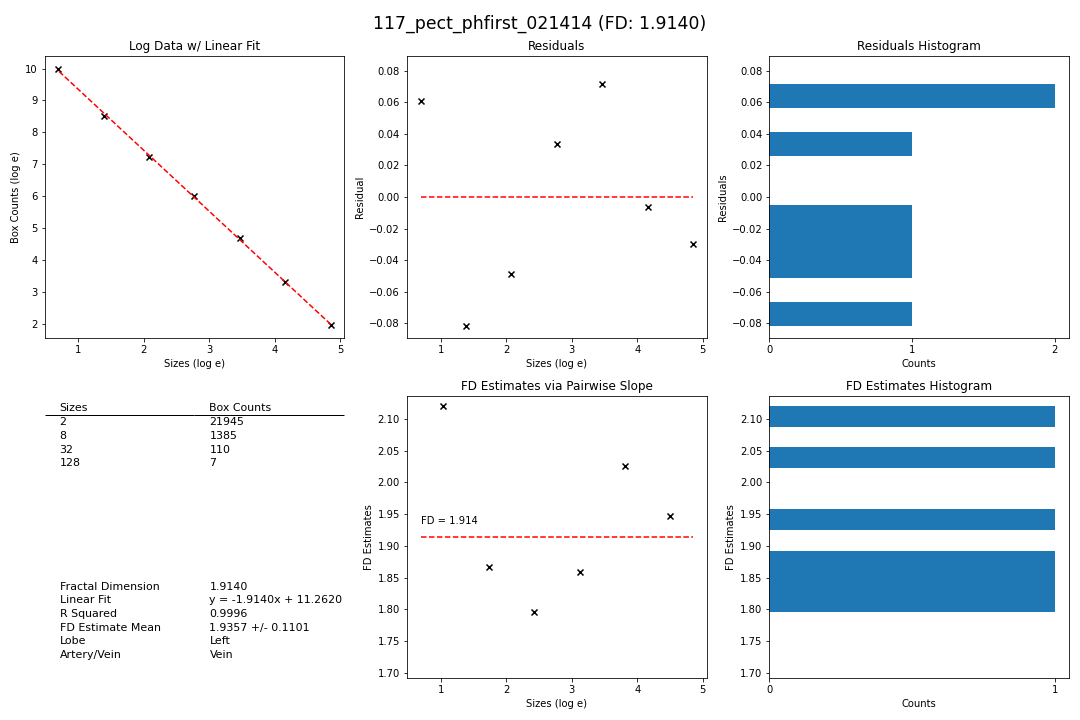 117_pect_phfirst_021414 (FD: 1.9140)
Log Data w/ Linear Fit
10
9
8
7
6
5
4
3
2
Box Counts (log e)
1 2 3 4 5
Sizes (log e)
Residuals
0.08
0.06
0.04
0.02
0.00
−0.02
−0.04
−0.06
−0.08
Residual
1 2 3 4 5
Sizes (log e)
Residuals Histogram
0.08
0.06
0.04
0.02
0.00
−0.02
−0.04
−0.06
−0.08
Residuals
0 1 2
Counts
Sizes Box Counts
2 21945
8 1385
32 110
128 7
Fractal Dimension 1.9140
Linear Fit y = -1.9140x + 11.2620
R Squared 0.9996
FD Estimate Mean 1.9357 +/- 0.1101
Lobe Left
Artery/Vein Vein
FD Estimates via Pairwise Slope
2.10
2.05
2.00
1.95
1.90
1.85
1.80
1.75
1.70
FD Estimates
FD = 1.914
1 2 3 4 5
Sizes (log e)
FD Estimates Histogram
2.10
2.05
2.00
1.95
1.90
1.85
1.80
1.75
1.70
FD Estimates
0 1
Counts